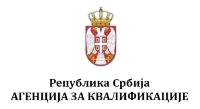 Република Србија
АГЕНЦИЈА ЗА КВАЛИФИКАЦИЈЕ